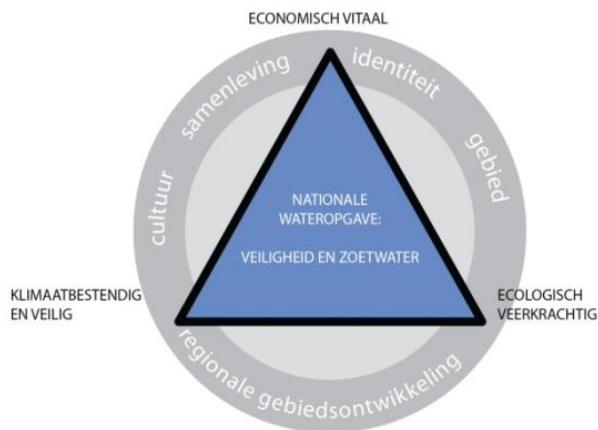 ECONOMISCH VITAAL
cultuur samenleving identiteit gebied
NATIONALE
WATEROPGAVE:
VEILIGHEID EN ZOETWATER
KLIMAATBESTENDIG
EN VEILIG
ECOLOGISCH
VEERKRACHTIG
regionale gebiedsontwikkeling